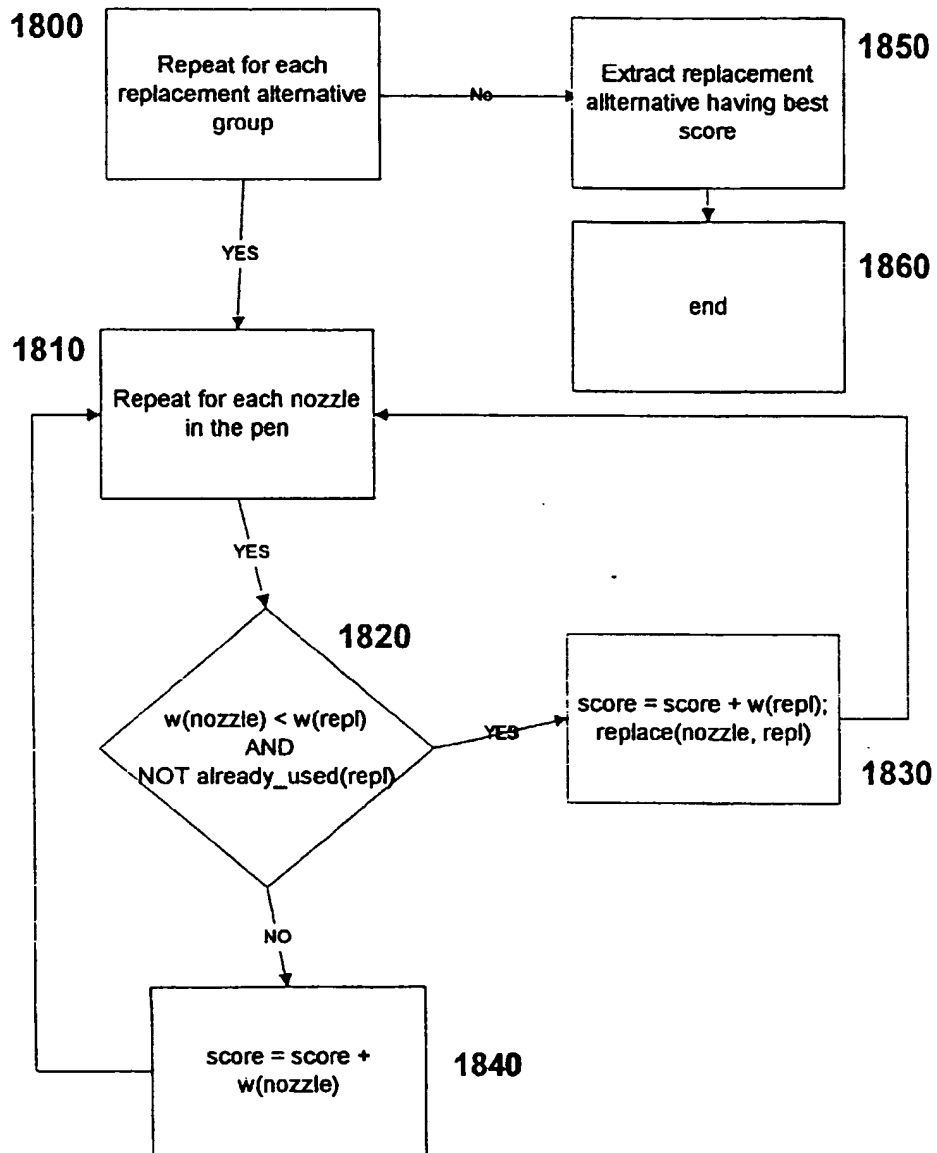 1800
Repeat for each
replacement alternative
group
No
Extract replacement
allternative having best
score
1850
YES
end
1860
1810
Repeat for each nozzle
in the pen
YES
1820
w(nozzle) < w(repl)
AND
NOT already_used(repl)
YES
score = score + w(repl);
replace(nozzle, repl)
1830
NO
score = score +
w(nozzle)
1840